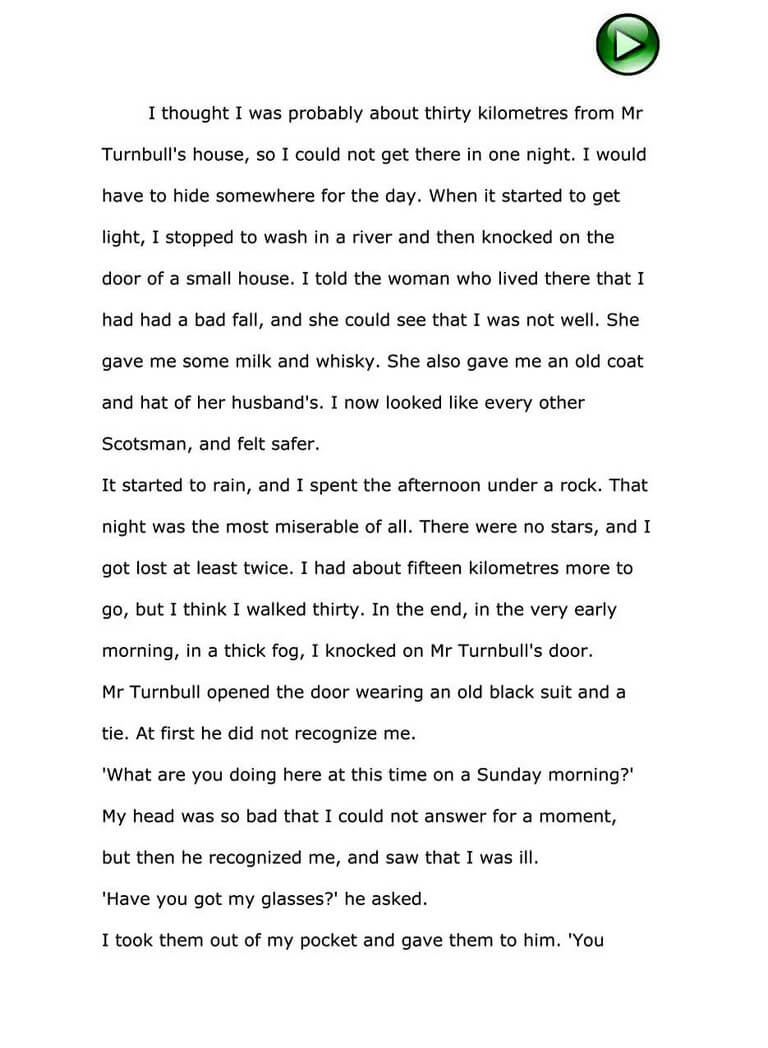 I thought I was probably about thirty kilometres from Mr
Turnbull's house, so I could not get there in one night. I would
have to hide somewhere for the day. When it started to get
light, I stopped to wash in a river and then knocked on the
door of a small house. I told the woman who lived there that I
had had a bad fall, and she could see that I was not well. She
gave me some milk and whisky. She also gave me an old coat
and hat of her husband's. I now looked like every other
Scotsman, and felt safer.
It started to rain, and I spent the afternoon under a rock. That
night was the most miserable of all. There were no stars, and I
got lost at least twice. I had about fifteen kilometres more to
go, but I think I walked thirty. In the end, in the very early
morning, in a thick fog, I knocked on Mr Turnbull's door.
Mr Turnbull opened the door wearing an old black suit and a
tie. At first he did not recognize me.
'What are you doing here at this time on a Sunday morning?'
My head was so bad that I could not answer for a moment,
but then he recognized me, and saw that I was ill.
'Have you got my glasses?' he asked.
I took them out of my pocket and gave them to him. 'You